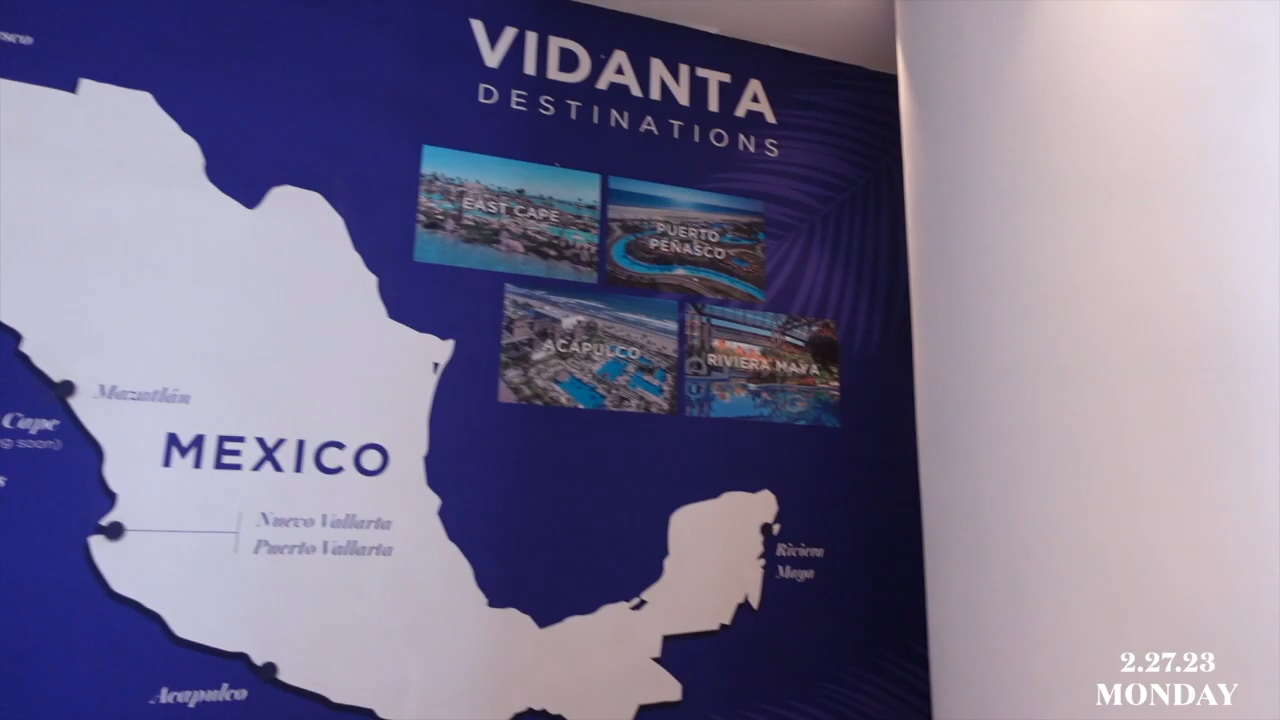 VIDANTA
DESTINATIONS
EAST CAPE
PUERTO
PEÑASCO
ACAPULCO
RIVIERA MAYA
Mazatlán
Cape
soon)
MEXICO
Nuevo Vallarta
Puerto Vallarta
Riviera
Maya
Acapulco
2.27.23
MONDAY